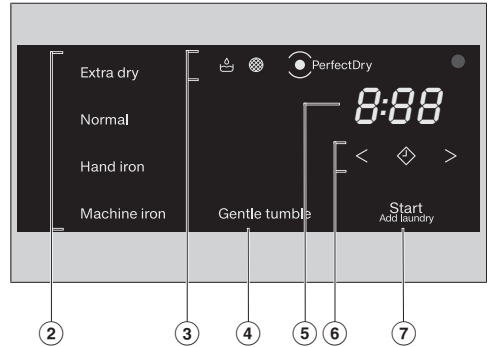 PerfectDry
Extra dry
8:88
Normal
< >
Hand iron
Machine iron
Gentle tumble
Start
Add laundry
2 3 4 5 6 7